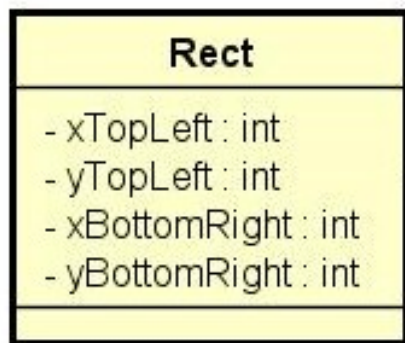 Rect
- xTopLeft : int
- yTopLeft : int
- xBottomRight : int
- yBottomRight : int